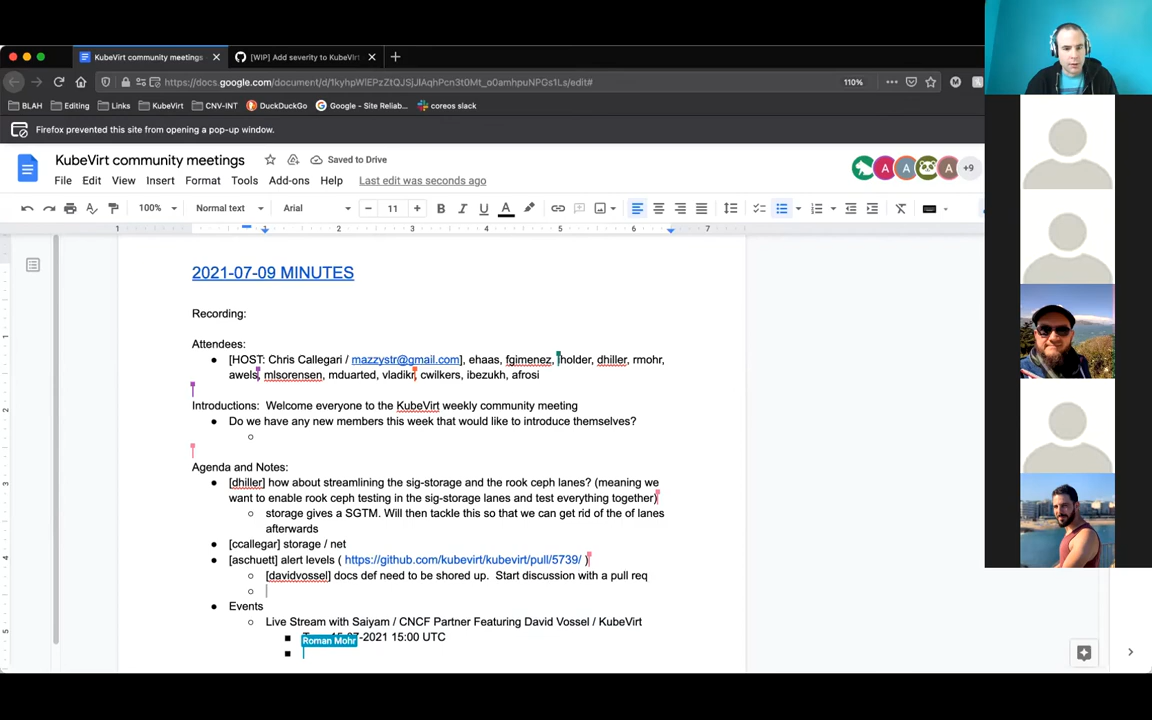 KubeVirt community meetings
[WIP] Add severity to KubeVirt
https://docs.google.com/document/d/1kyhpWIEPzZtQJSjJlAqhPcn3t0Mt_o0amhpuNPGs1Ls/edit#
110%
BLAH Editing Links KubeVirt CNV-INT DuckDuckGo Google - Site Reliab... coreos slack
Firefox prevented this site from opening a pop-up window.
KubeVirt community meetings
Saved to Drive
A A A +9
File Edit View Insert Format Tools Add-ons Help Last edit was seconds ago
100% Normal text Arial 11 B I U A
1 1 2 3 4 5 6 7
2021-07-09 MINUTES
Recording:
Attendees:
[HOST: Chris Callegari / mazzystr@gmail.com], ehaas, fgimenez, iholder, dhiller, rmohr,
awels, mlsorensen, mduarted, vladikr, cwilkers, ibezukh, afrosi
Introductions: Welcome everyone to the KubeVirt weekly community meeting
Do we have any new members this week that would like to introduce themselves?
Agenda and Notes:
[dhiller] how about streamlining the sig-storage and the rook ceph lanes? (meaning we
want to enable rook ceph testing in the sig-storage lanes and test everything together)
storage gives a SGTM. Will then tackle this so that we can get rid of the of lanes
afterwards
[ccallegar] storage / net
[aschuett] alert levels ( https://github.com/kubevirt/kubevirt/pull/5739/ )
[davidvossel] docs def need to be shored up. Start discussion with a pull req
Events
Live Stream with Saiyam / CNCF Partner Featuring David Vossel / KubeVirt
-2021 15:00 UTC
Roman Mohr